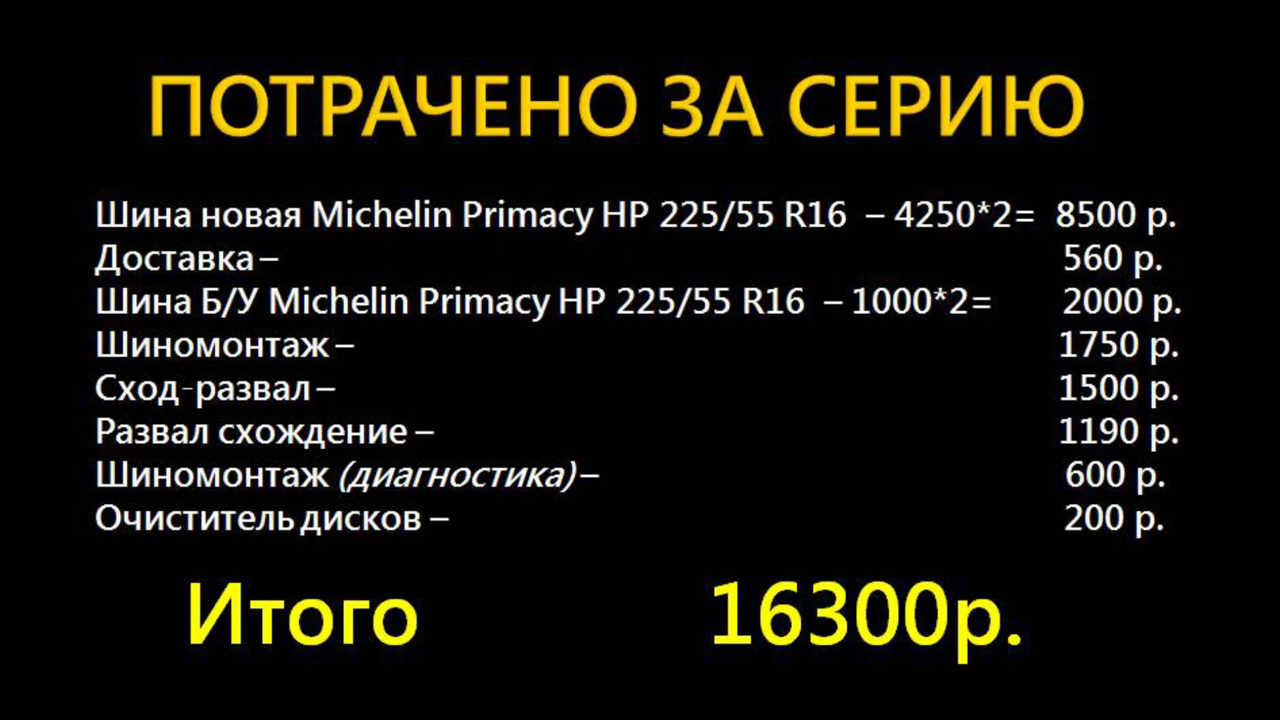 ПОТРАЧЕНО ЗА СЕРИЮ
Шина новая Michelin Primacy HP 225/55 R16 – 4250*2= 8500 р.
Доставка – 560 р.
Шина Б/У Michelin Primacy HP 225/55 R16 – 1000*2= 2000 р.
Шиномонтаж – 1750 р.
Сход-развал – 1500 р.
Развал схождение – 1190 р.
Шиномонтаж (диагностика) – 600 р.
Очиститель дисков – 200 р.
Итого 16300р.